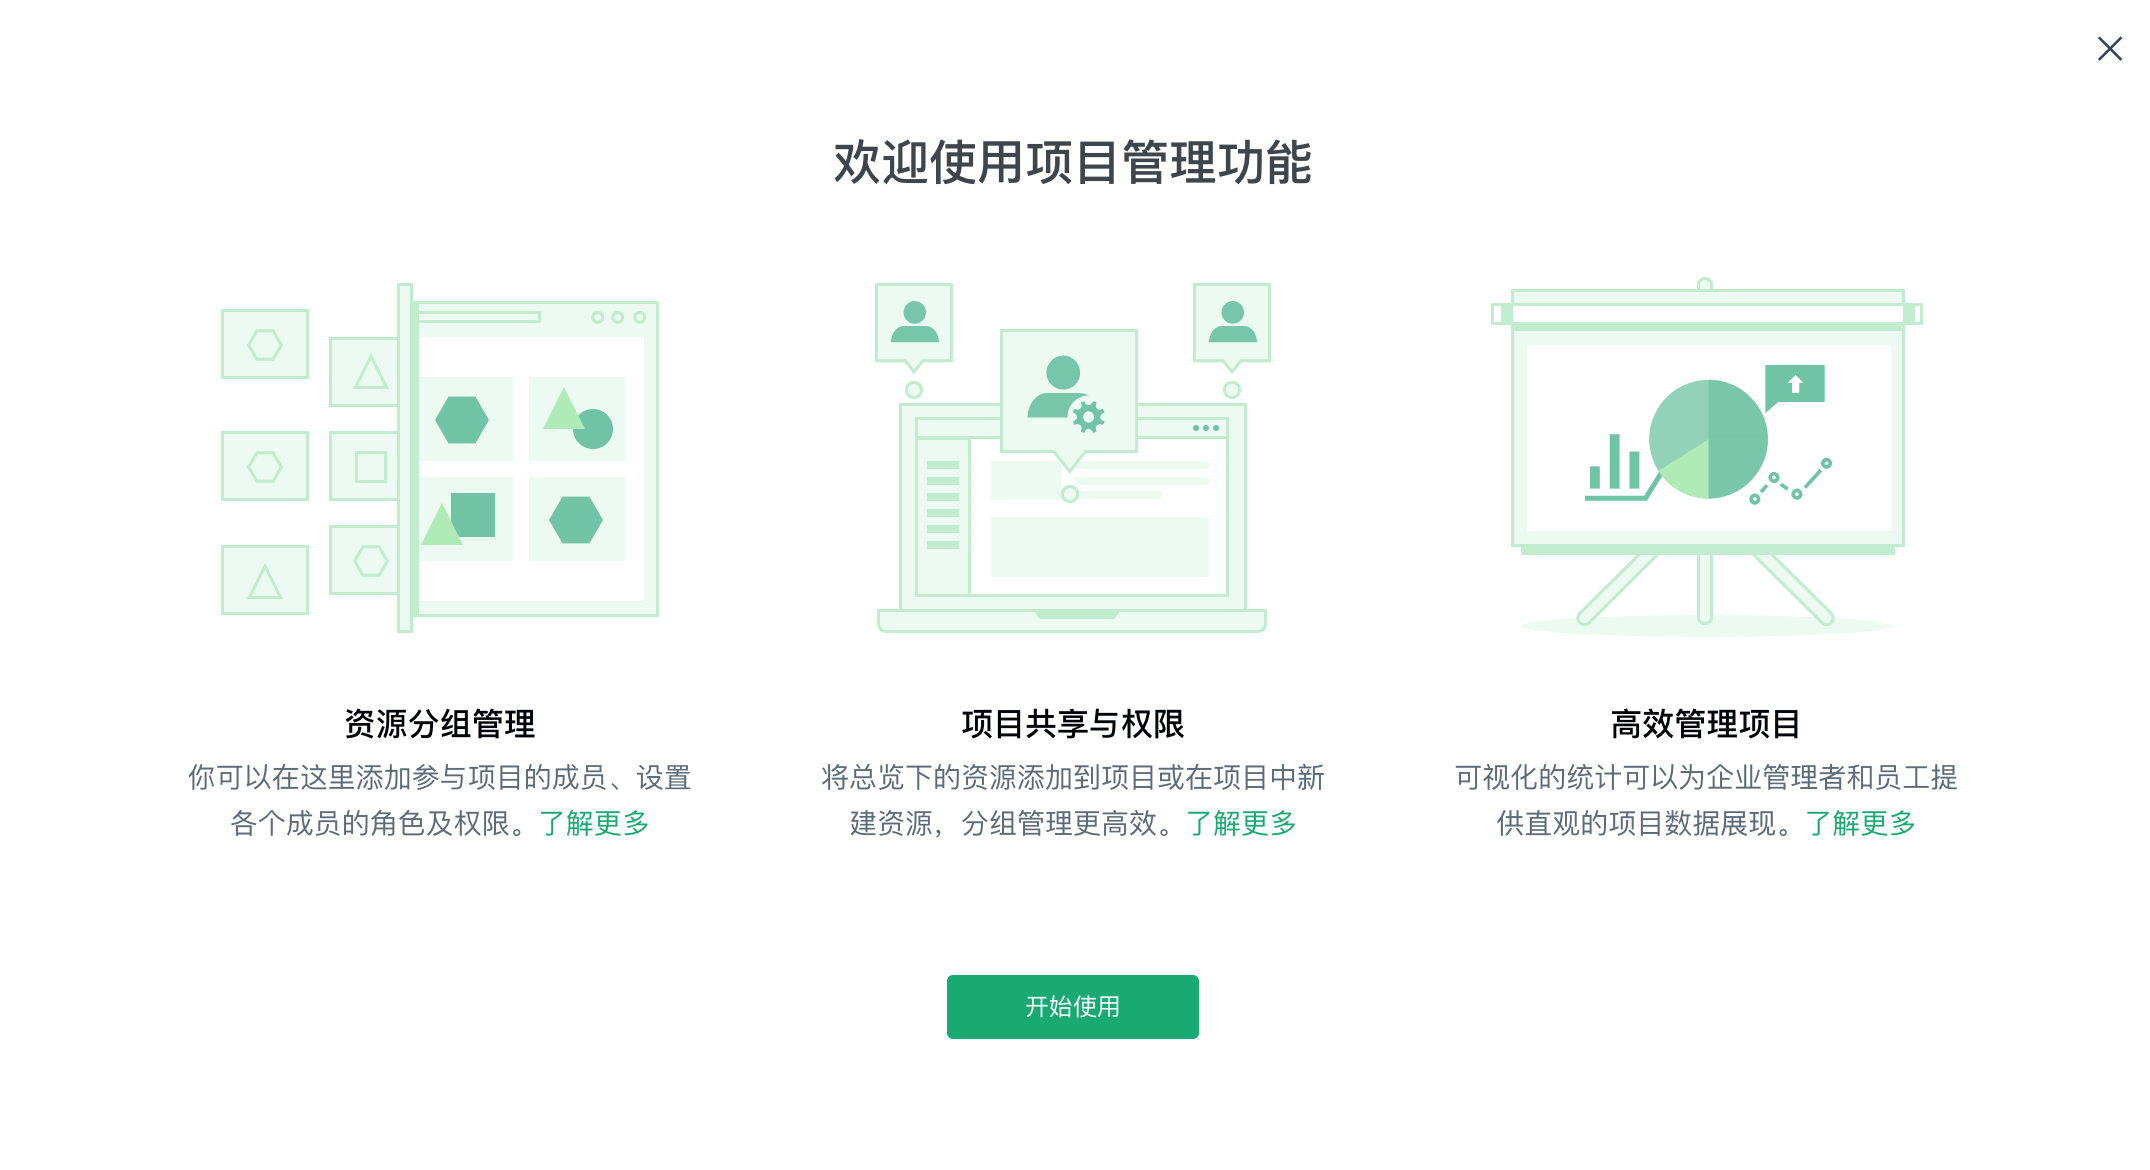 欢迎使用项目管理功能
资源分组管理
你可以在这里添加参与项目的成员、设置
各个成员的角色及权限。了解更多
项目共享与权限
将总览下的资源添加到项目或在项目中新
建资源，分组管理更高效。了解更多
高效管理项目
可视化的统计可以为企业管理者和员工提
供直观的项目数据展现。了解更多
开始使用